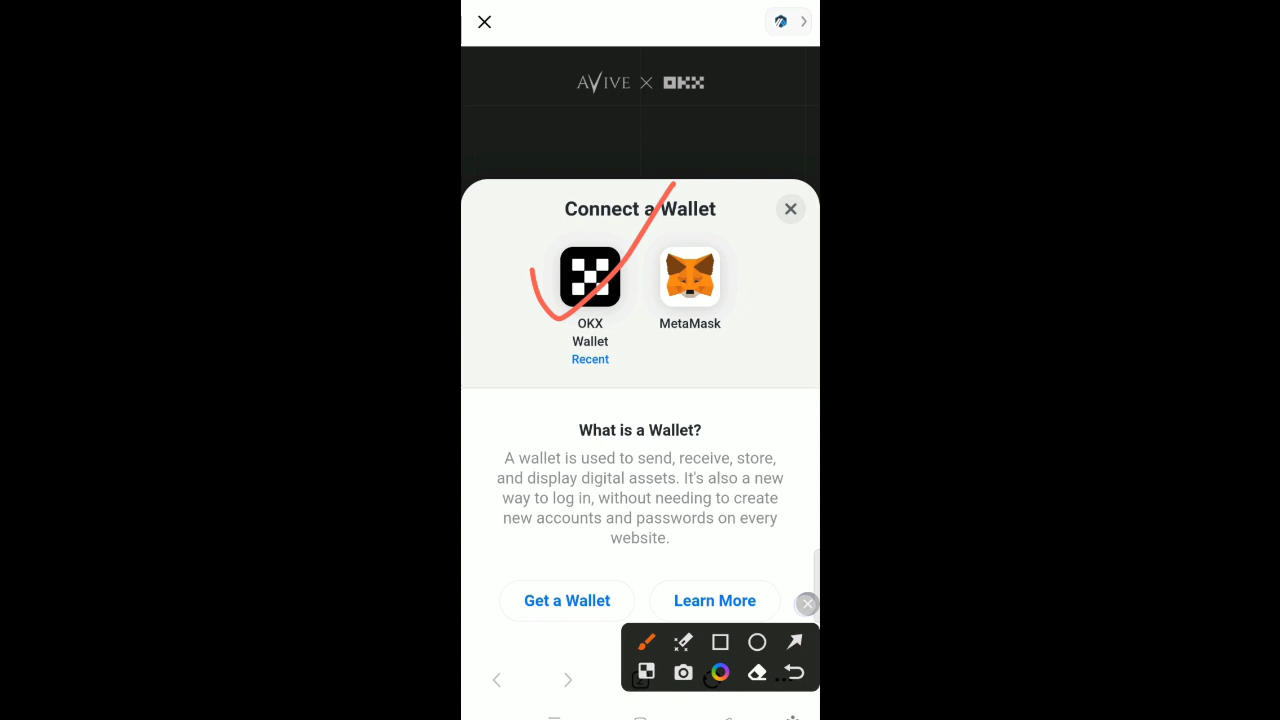 AVIVE × OKX
Connect a Wallet
OKX
Wallet
Recent
MetaMask
What is a Wallet?
A wallet is used to send, receive, store,
and display digital assets. It's also a new
way to log in, without needing to create
new accounts and passwords on every
website.
Get a Wallet
Learn More